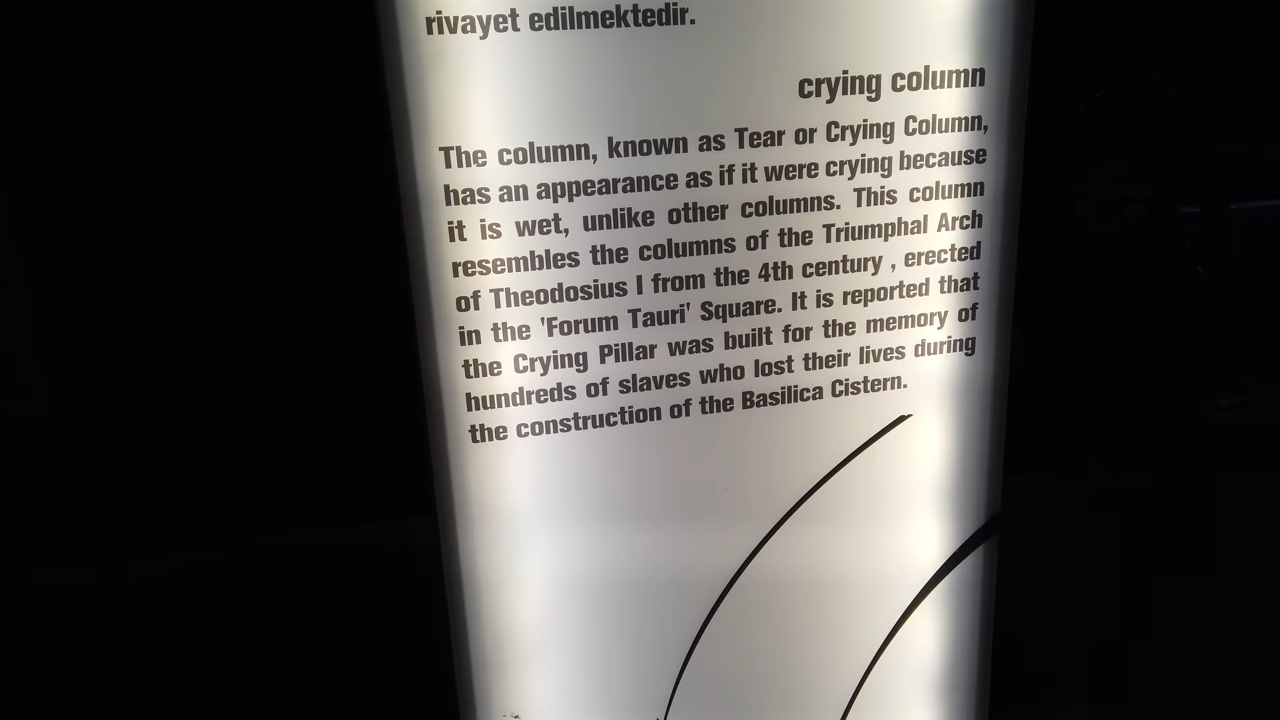 rivayet edilmektedir.
crying column
The column, known as Tear or Crying Column,
has an appearance as if it were crying because
it is wet, unlike other columns. This column
resembles the columns of the Triumphal Arch
of Theodosius I from the 4th century , erected
in the 'Forum Tauri' Square. It is reported that
the Crying Pillar was built for the memory of
hundreds of slaves who lost their lives during
the construction of the Basilica Cistern.